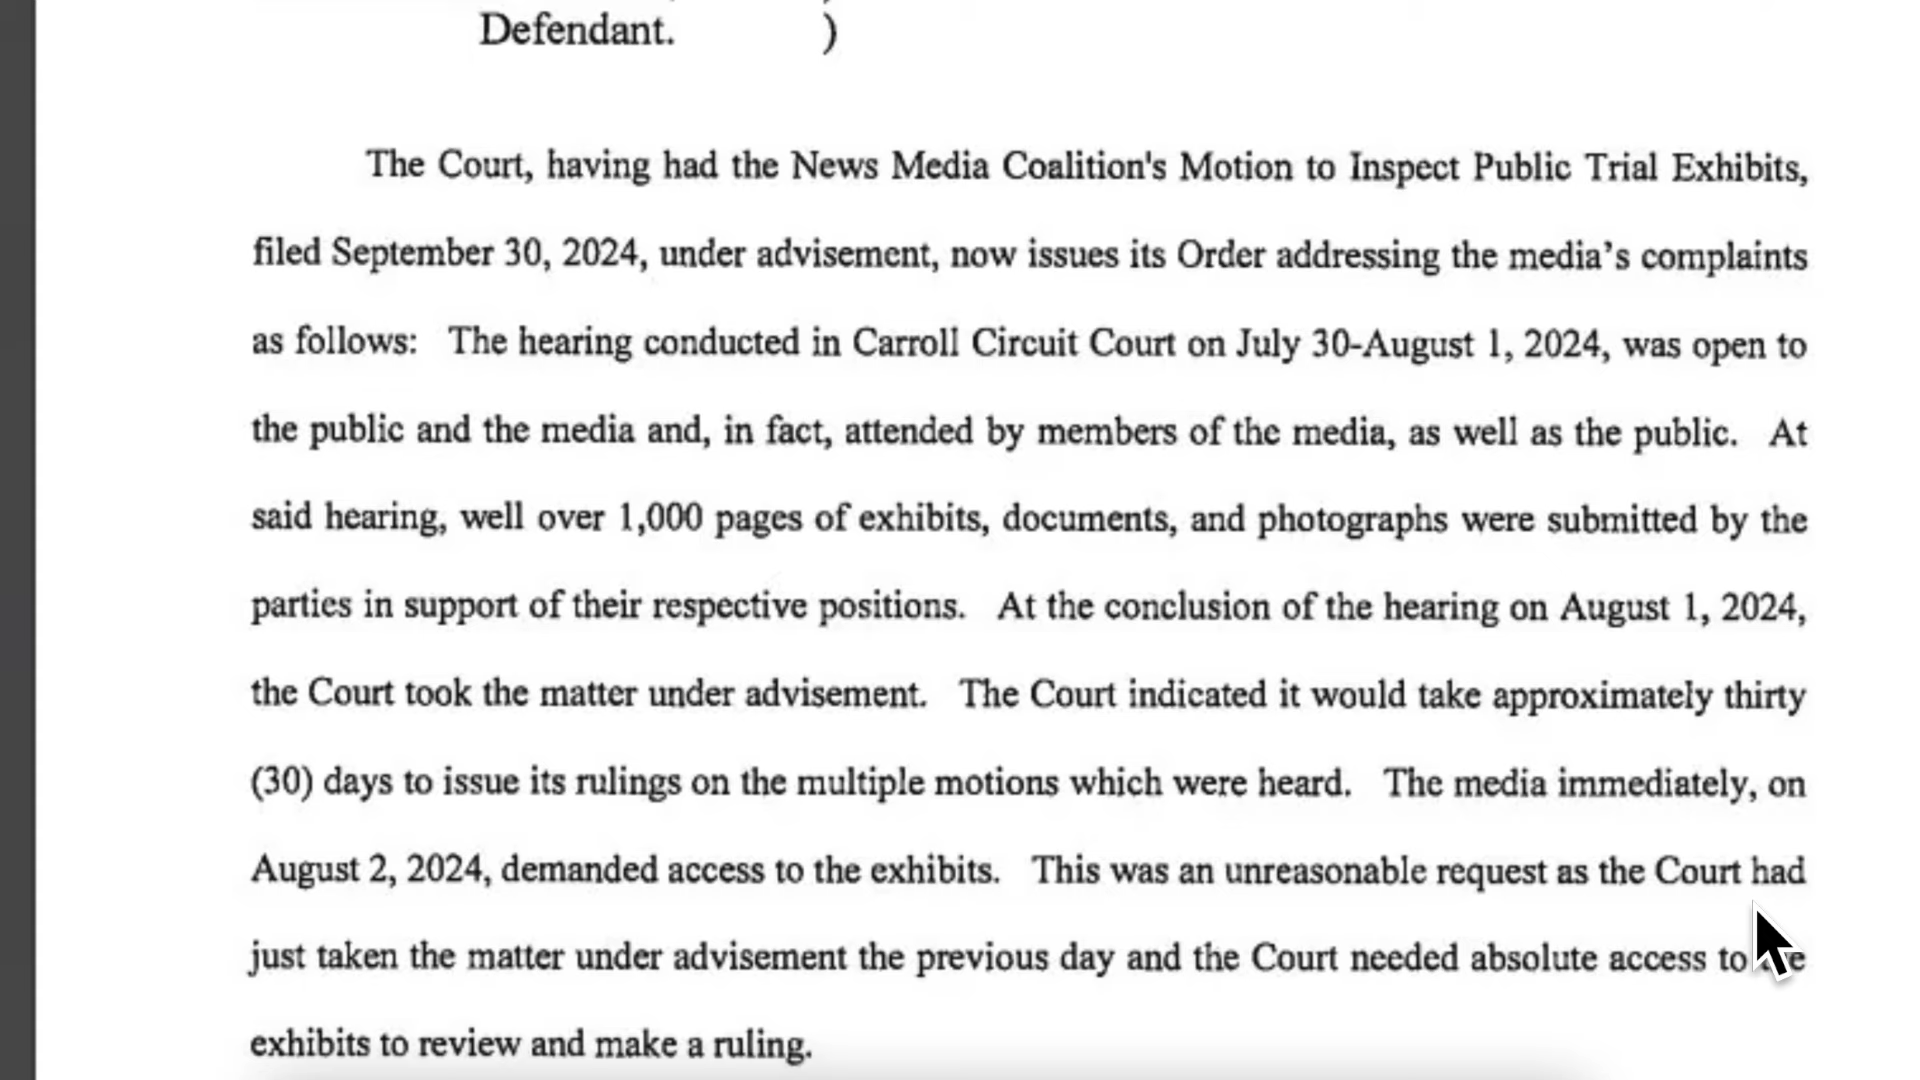 Defendant. )
The Court, having had the News Media Coalition's Motion to Inspect Public Trial Exhibits,
filed September 30, 2024, under advisement, now issues its Order addressing the media’s complaints
as follows: The hearing conducted in Carroll Circuit Court on July 30-August 1, 2024, was open to
the public and the media and, in fact, attended by members of the media, as well as the public. At
said hearing, well over 1,000 pages of exhibits, documents, and photographs were submitted by the
parties in support of their respective positions. At the conclusion of the hearing on August 1, 2024,
the Court took the matter under advisement. The Court indicated it would take approximately thirty
(30) days to issue its rulings on the multiple motions which were heard. The media immediately, on
August 2, 2024, demanded access to the exhibits. This was an unreasonable request as the Court had
just taken the matter under advisement the previous day and the Court needed absolute access to
exhibits to review and make a ruling.